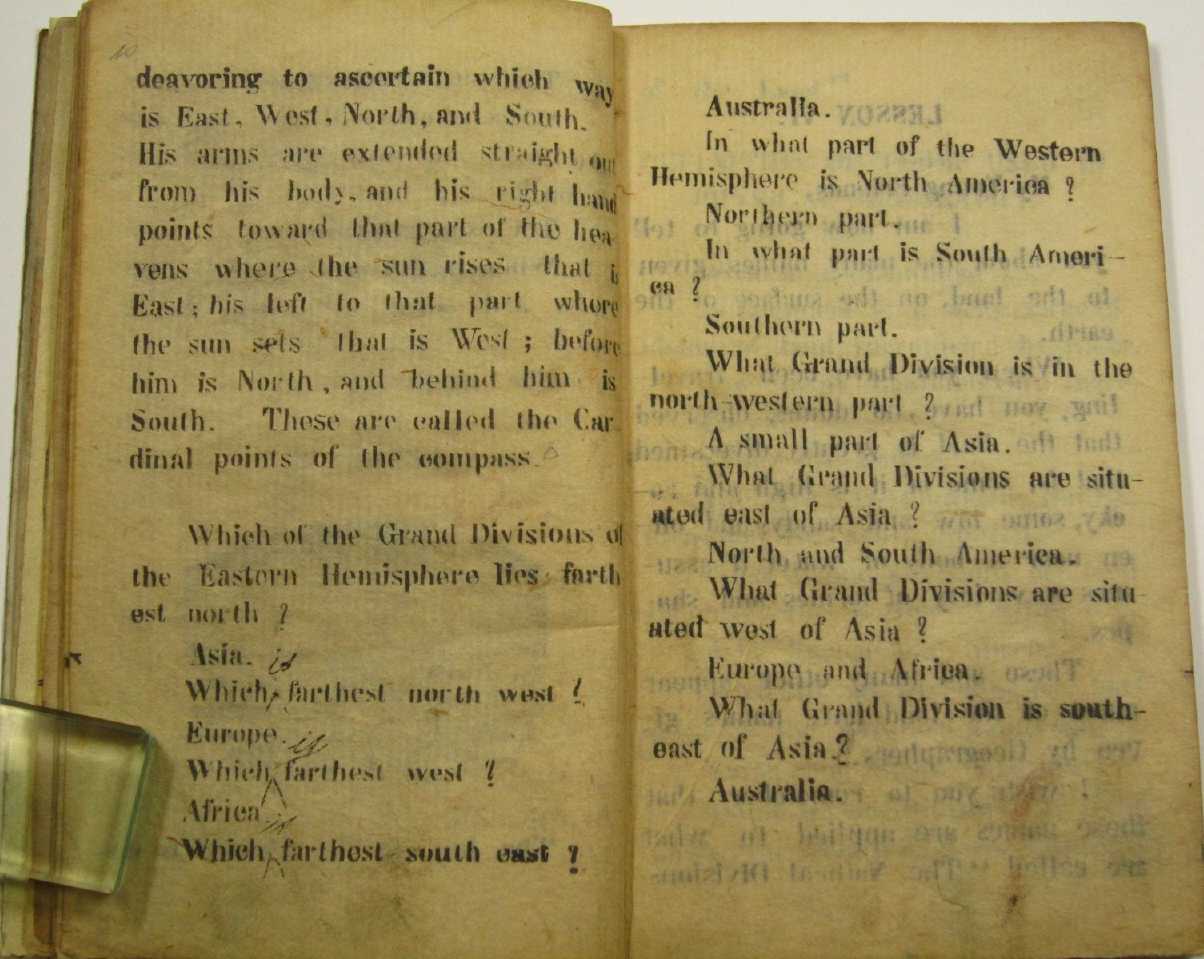 10
deavoring to ascertain which way
is East, West, North, and South.
His arms are extended straight out
from his body, and his right hand
points toward that part of the hea
vens where the sun rises that is
East; his left to that part where
the sun sets that is West; before
him is North, and behind him is
South. These are called the Car
dinal points of the compass.
Which of the Grand Divisions of
the Eastern Hemisphere lies farth
est north?
Asia.
is
Which farthest north west?
Europe.
is
Which farthest west?
Africa.
is
Which farthest south east?
Australia.
In what part of the Western
Hemisphere is North America?
Northern part.
In what part is South Ameri-
ca?
Southern part.
What Grand Division is in the
north-western part?
A small part of Asia.
What Grand Divisions are situ-
ated east of Asia?
North and South America.
What Grand Divisions are situ
ated west of Asia?
Europe and Africa.
What Grand Division is south-
east of Asia?
Australia.